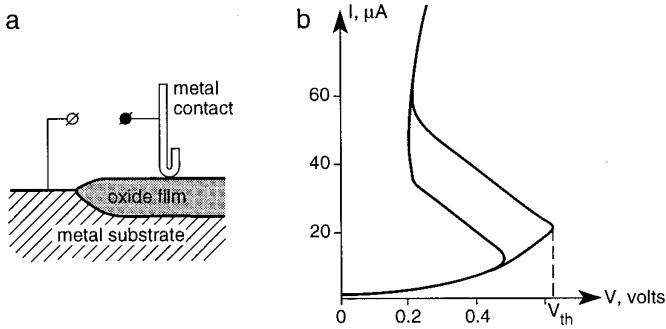 a
metal
contact
oxide film
metal substrate
b
I, μA
60
40
20
0
0.2
0.4
V, volts
V_th